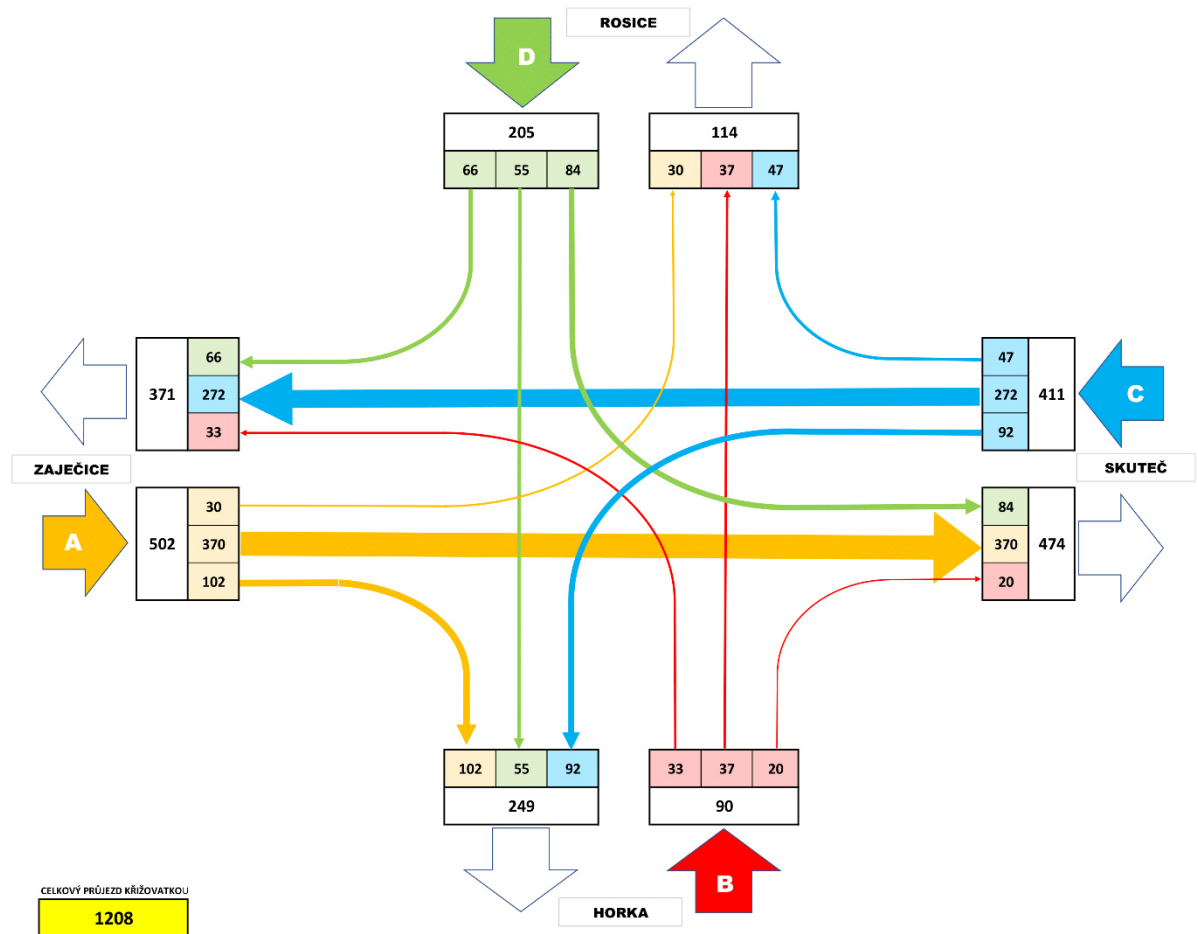 ROSICE
D
205
114
66 55 84
30 37 47
371
66
272
33
47
272
92
411
C
ZAJEČICE
SKUTEČ
A
502
30
370
102
84
370
20
474
102 55 92
33 37 20
249
90
B
CELKOVÝ PRŮJEZD KŘIŽOVATKOU
1208
HORKA